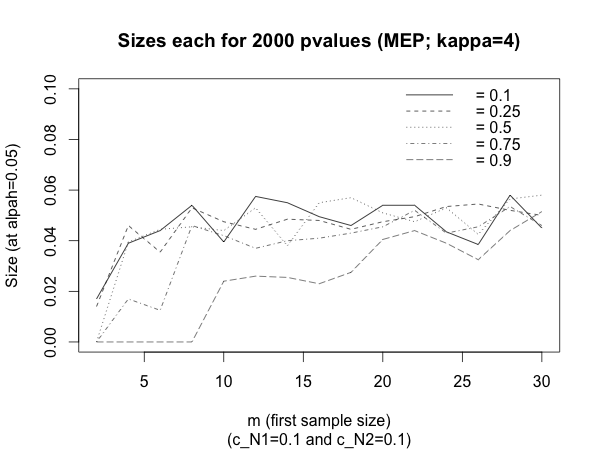 Sizes each for 2000 pvalues (MEP; kappa=4)
= 0.1
= 0.25
= 0.5
= 0.75
= 0.9
Size (at alpah=0.05)
0.10
0.08
0.06
0.04
0.02
0.00
5 10 15 20 25 30
m (first sample size)
(c_N1=0.1 and c_N2=0.1)